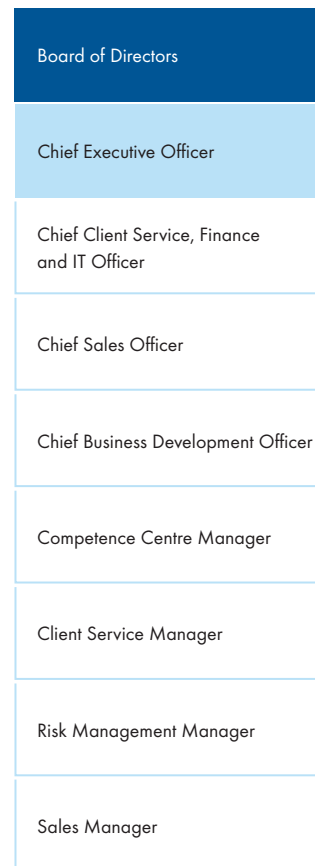 Board of Directors
Chief Executive Officer
Chief Client Service, Finance
and IT Officer
Chief Sales Officer
Chief Business Development Officer
Competence Centre Manager
Client Service Manager
Risk Management Manager
Sales Manager